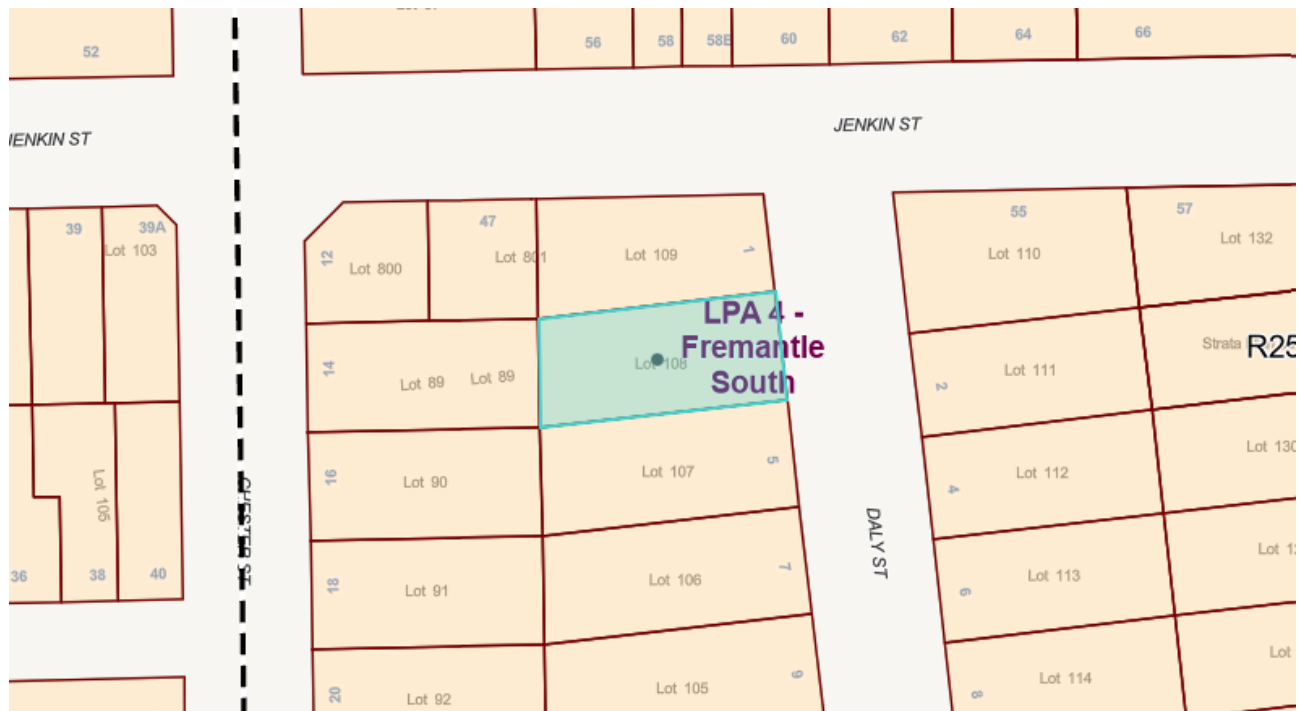 52
56
58
58B
60
62
64
66
JENKIN ST
JENKIN ST
39
39A
Lot 103
12
Lot 800
47
Lot 801
Lot 109
1
55
Lot 110
57
Lot 132
LPA 4 -
Fremantle
South
Lot 108
14
Lot 89
Lot 89
2
Lot 111
Strata
R25
16
Lot 90
Lot 107
5
4
Lot 112
Lot 130
Lot 105
CHESTER ST
DALY ST
36
38
40
18
Lot 91
Lot 106
7
6
Lot 113
Lot
20
Lot 92
Lot 105
9
8
Lot 114
Lot